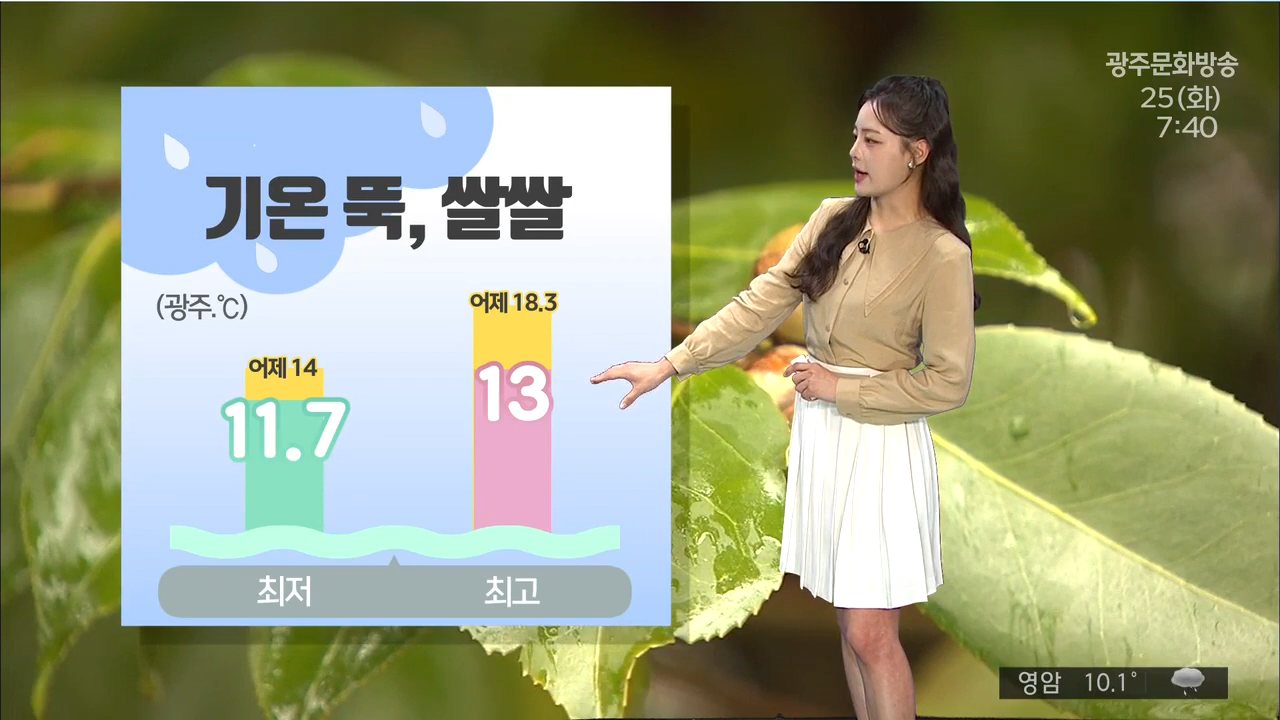 광주문화방송
25(화)
7:40
기온 뚝, 쌀쌀
(광주.℃)
어제 18.3
어제 14
13
11.7
최저 최고
영암 10.1°